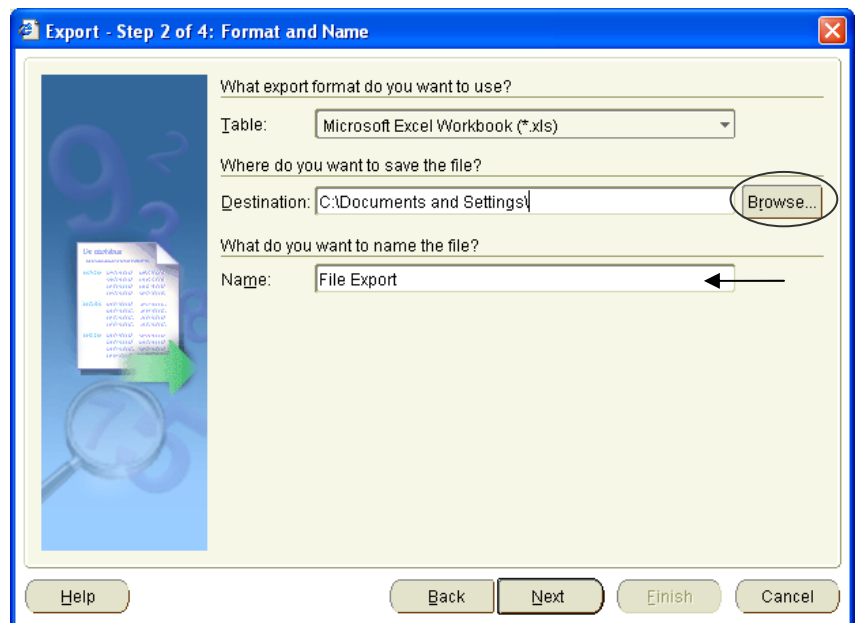 Export - Step 2 of 4: Format and Name
What export format do you want to use?
Table: Microsoft Excel Workbook (*.xls)
Where do you want to save the file?
Destination: C:\Documents and Settings\ Browse...
What do you want to name the file?
Name: File Export
Help Back Next Finish Cancel